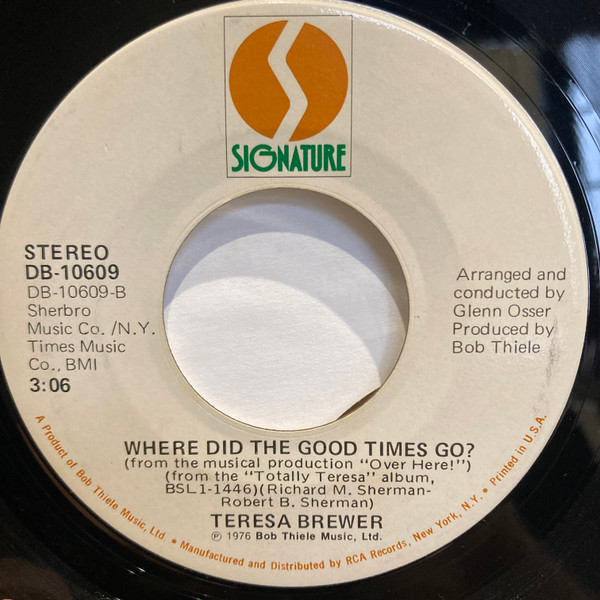 SIGNATURE
STEREO
DB-10609
DB-10609-B
Sherbro
Music Co. /N.Y.
Times Music
Co., BMI
3:06
Arranged and
conducted by
Glenn Osser
Produced by
Bob Thiele
WHERE DID THE GOOD TIMES GO?
(from the musical production "Over Here!")
(from the "Totally Teresa" album,
BSL1-1446)(Richard M. Sherman-
Robert B. Sherman)
TERESA BREWER
℗ 1976 Bob Thiele Music, Ltd.
A Product of Bob Thiele Music, Ltd. • Manufactured and Distributed by RCA Records, New York, N.Y. • Printed in U.S.A.